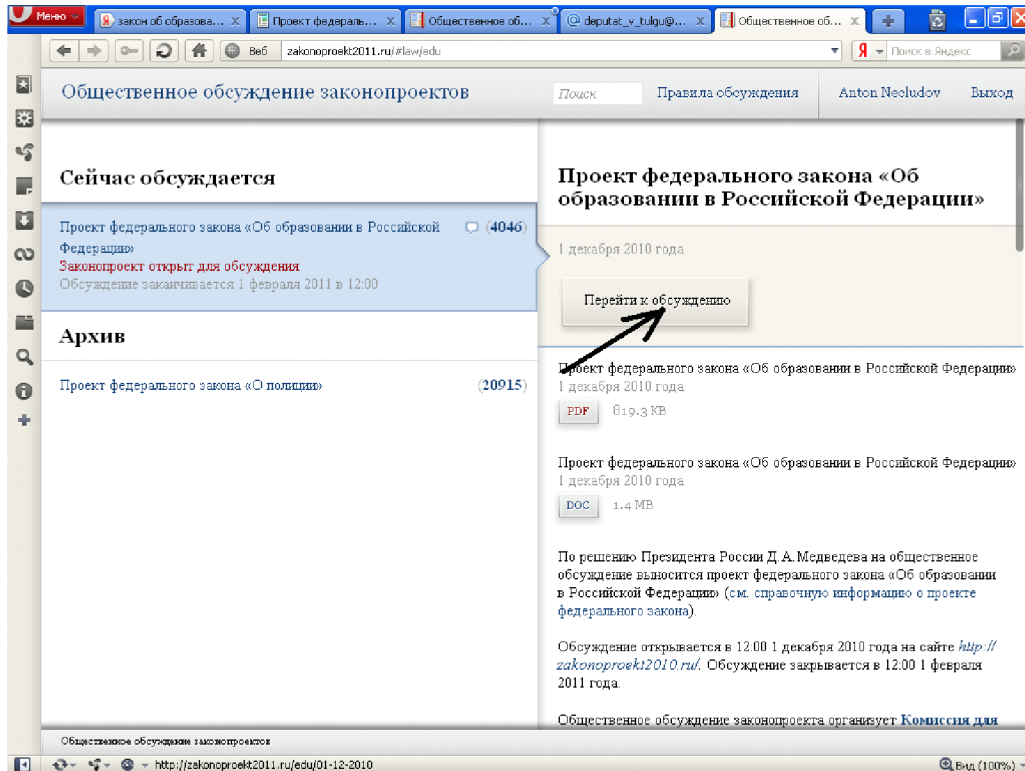 Меню
закон об образова...
Проект федераль...
Общественное об...
deputat_v_tulgu@...
Общественное об...
Веб
zakonoproekt2011.ru/#law/edu
Поиск в Яндекс
Общественное обсуждение законопроектов
Поиск
Правила обсуждения
Anton Necludov
Выход
Сейчас обсуждается
Проект федерального закона «Об образовании в Российской
Федерации»
(4046)
Законопроект открыт для обсуждения
Обсуждение заканчивается 1 февраля 2011 в 12:00
Архив
Проект федерального закона «О полиции»
(20915)
Проект федерального закона «Об
образовании в Российской Федерации»
1 декабря 2010 года
Перейти к обсуждению
Проект федерального закона «Об образовании в Российской Федерации»
1 декабря 2010 года
PDF 819.3 KB
Проект федерального закона «Об образовании в Российской Федерации»
1 декабря 2010 года
DOC 1.4 MB
По решению Президента России Д.А.Медведева на общественное
обсуждение выносится проект федерального закона «Об образовании
в Российской Федерации» (см. справочную информацию о проекте
федерального закона).
Обсуждение открывается в 12:00 1 декабря 2010 года на сайте http://
zakonoproekt2010.ru/. Обсуждение закрывается в 12:00 1 февраля
2011 года.
Общественное обсуждение законопроекта организует Комиссия для
Общественное обсуждение законопроектов
http://zakonoproekt2011.ru/edu/01-12-2010
Вид (100%)